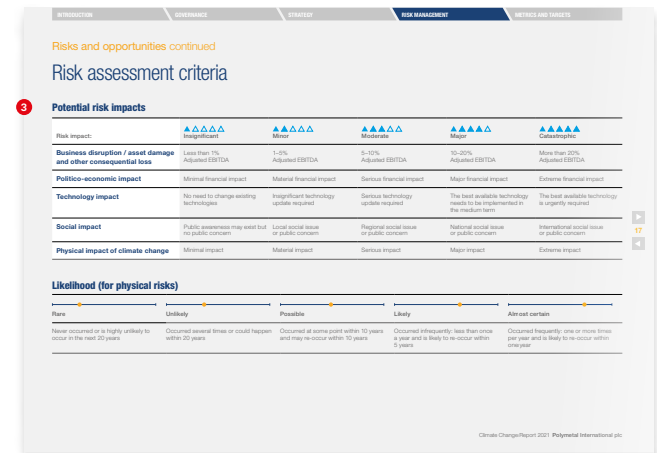 INTRODUCTION GOVERNANCE STRATEGY RISK MANAGEMENT METRICS AND TARGETS
Risks and opportunities continued
Risk assessment criteria
3
Potential risk impacts
Risk impact: Insignificant Minor Moderate Major Catastrophic
Business disruption / asset damage Less than 1% 1–5% 5–10% 10–20% More than 20%
and other consequential loss Adjusted EBITDA Adjusted EBITDA Adjusted EBITDA Adjusted EBITDA Adjusted EBITDA
Politico-economic impact Minimal financial impact Material financial impact Serious financial impact Major financial impact Extreme financial impact
Technology impact No need to change existing Insignificant technology Serious technology The best available technology The best available technology
technologies update required update required needs to be implemented in is urgently required
the medium term
Social impact Public awareness may exist but Local social issue Regional social issue National social issue International social issue
no public concern or public concern or public concern or public concern or public concern
Physical impact of climate change Minimal impact Material impact Serious impact Major impact Extreme impact
17
Likelihood (for physical risks)
Rare Unlikely Possible Likely Almost certain
Never occurred or is highly unlikely to Occurred several times or could happen Occurred at some point within 10 years Occurred infrequently: less than once Occurred frequently: one or more times
occur in the next 20 years within 20 years and may re-occur within 10 years a year and is likely to re-occur within per year and is likely to re-occur within
5 years one year
Climate Change Report 2021 Polymetal International plc